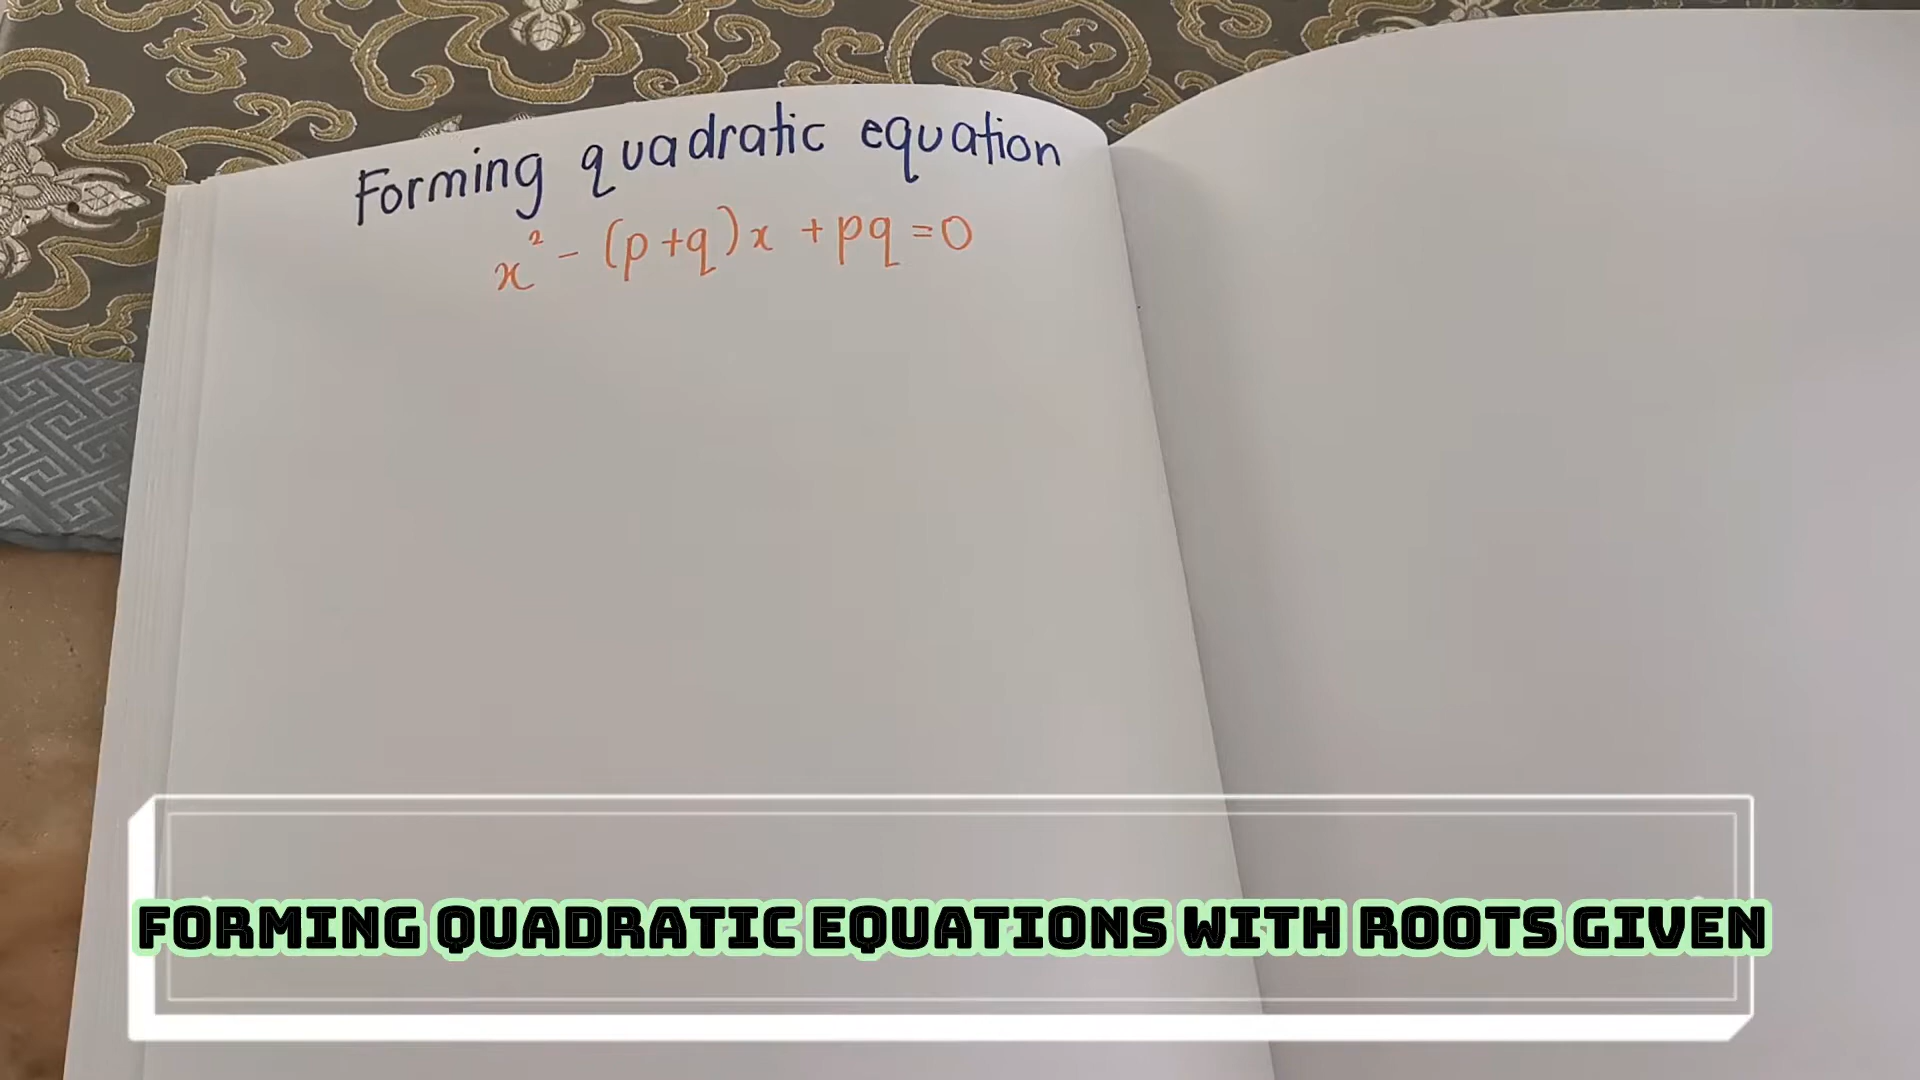 Forming quadratic equation
x² - (p+q)x + pq = 0
FORMING QUADRATIC EQUATIONS WITH ROOTS GIVEN